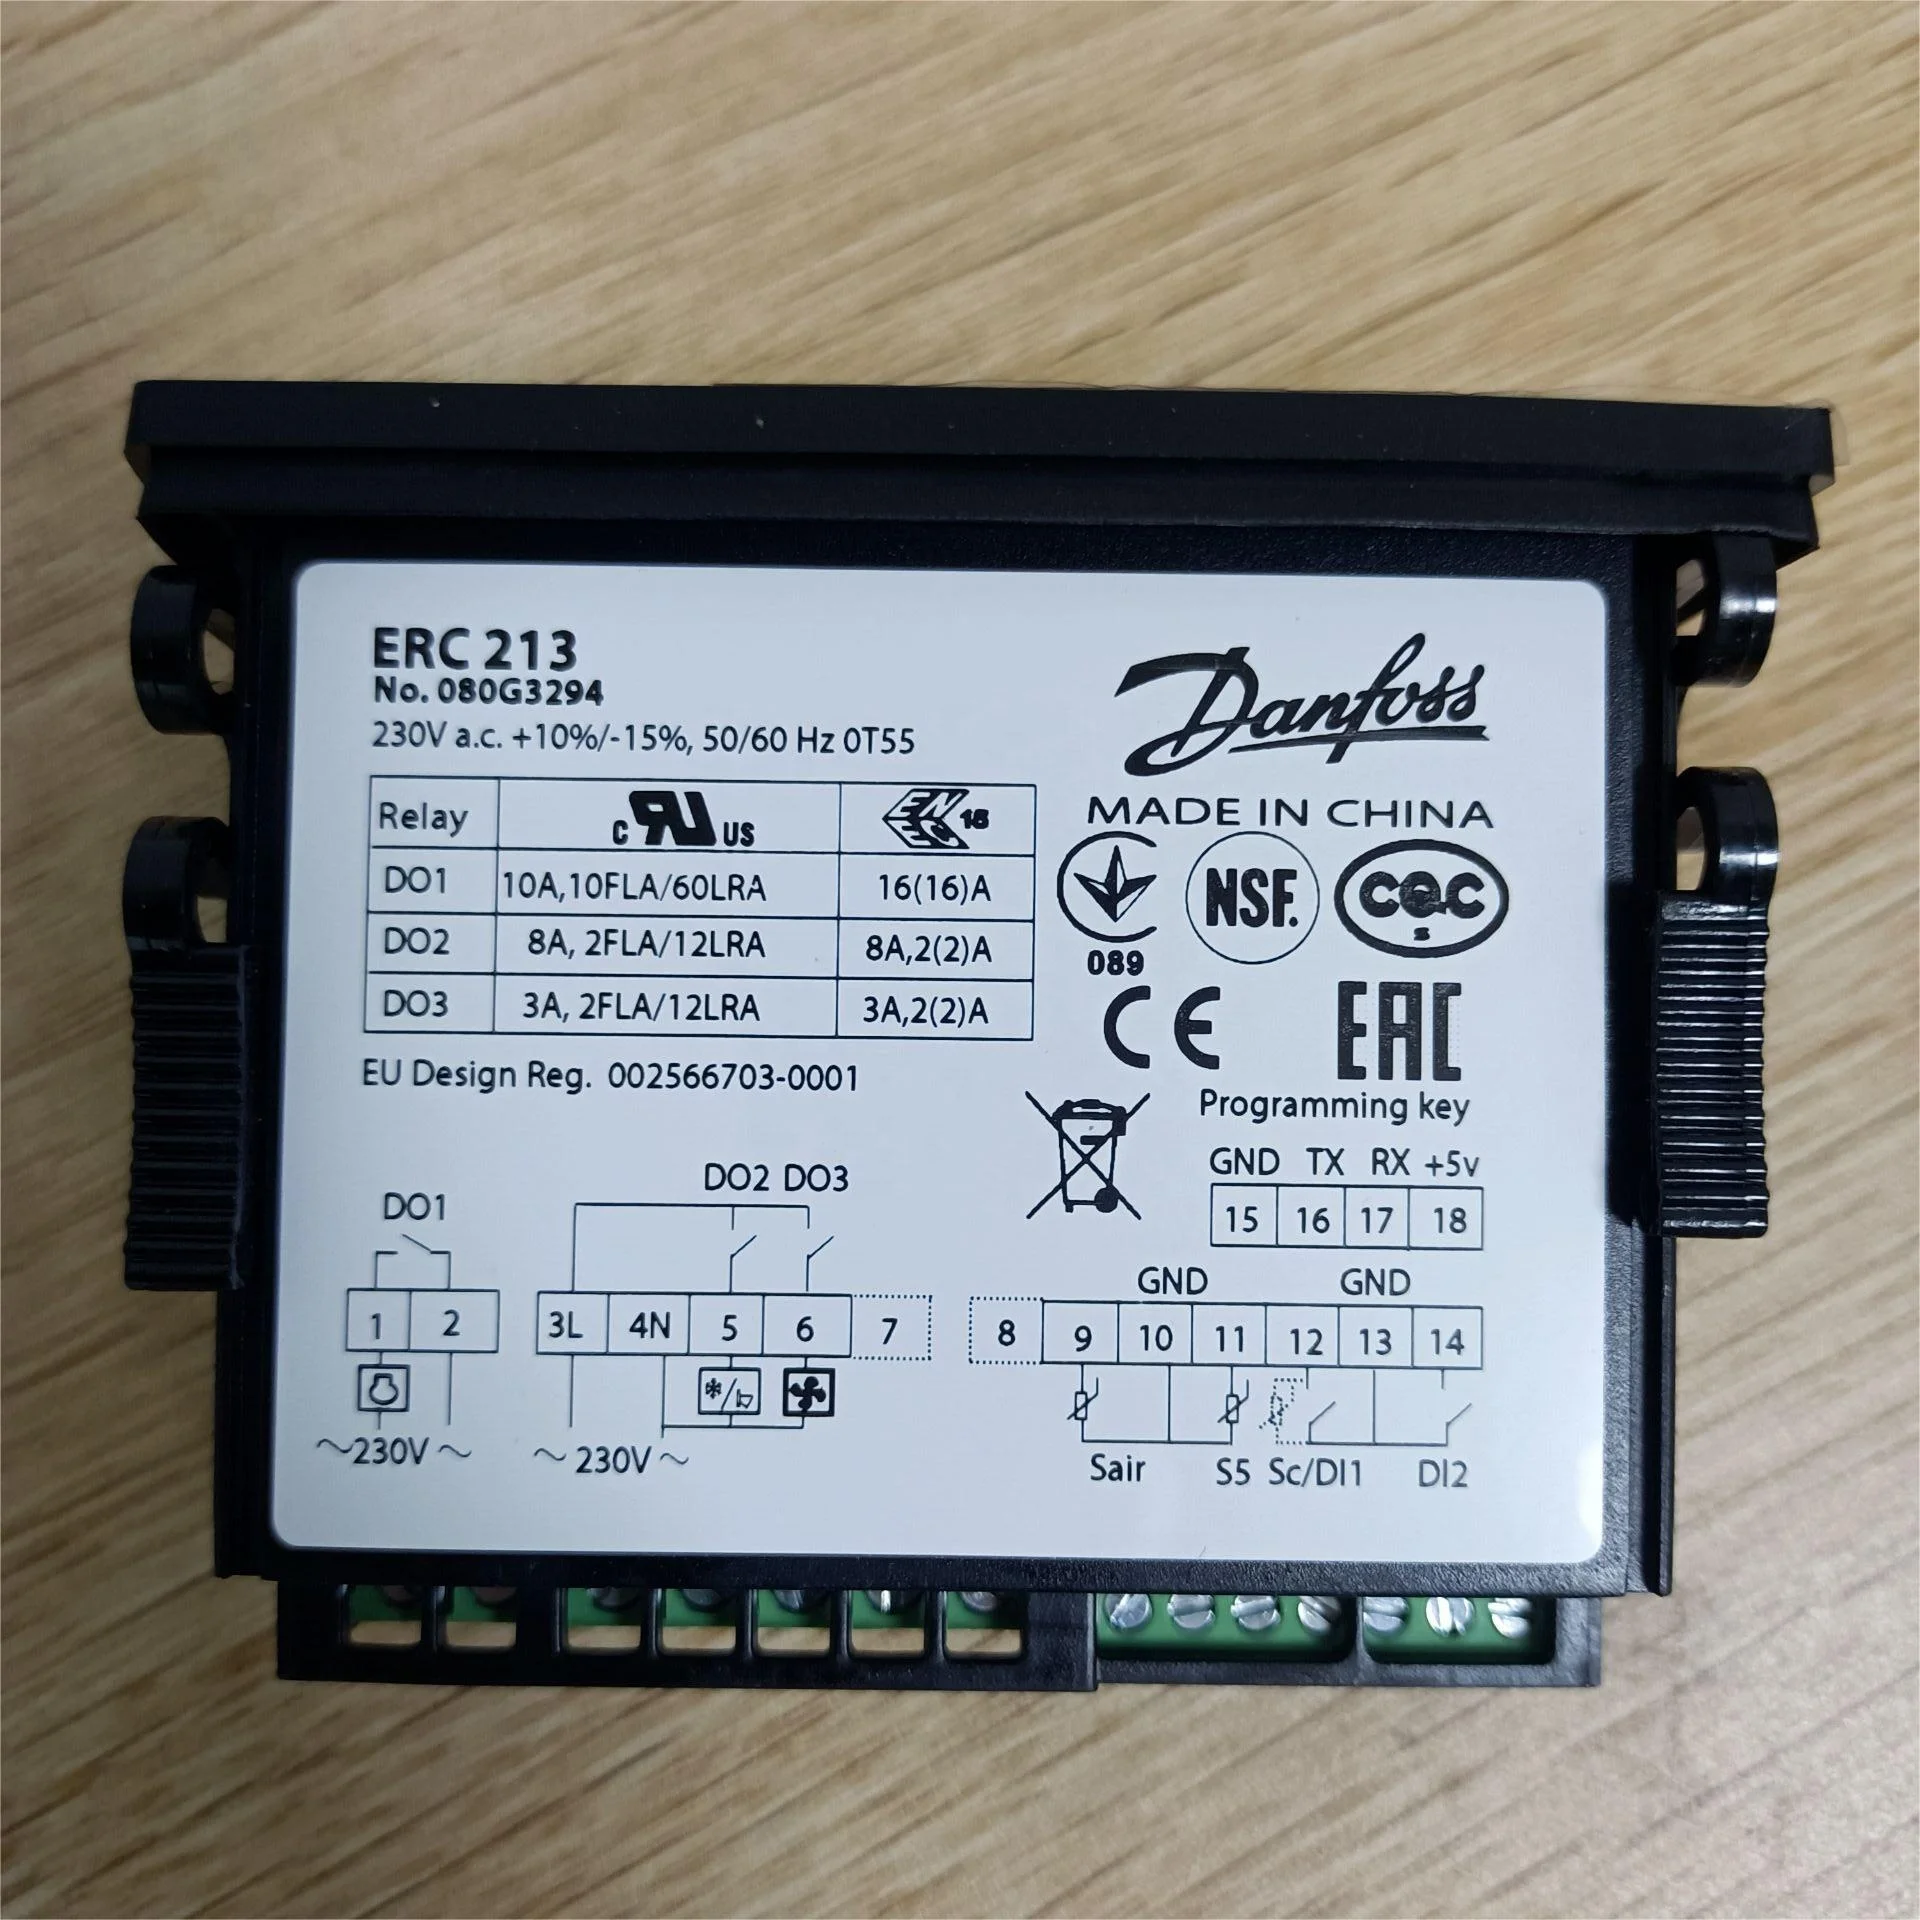 ERC 213
No. 080G3294
230V a.c. +10%/-15%, 50/60 Hz 0T55
Danfoss
MADE IN CHINA
Relay c RU US ENEC 16
DO1 10A,10FLA/60LRA 16(16)A
DO2 8A, 2FLA/12LRA 8A,2(2)A
DO3 3A, 2FLA/12LRA 3A,2(2)A
089
NSF.
CQC
S
CE
EAC
EU Design Reg. 002566703-0001
Programming key
GND TX RX +5v
15 16 17 18
DO1
DO2 DO3
1 2
3L 4N 5 6 7
~230V ~
~ 230V ~
GND GND
8 9 10 11 12 13 14
Sair S5 Sc/DI1 DI2